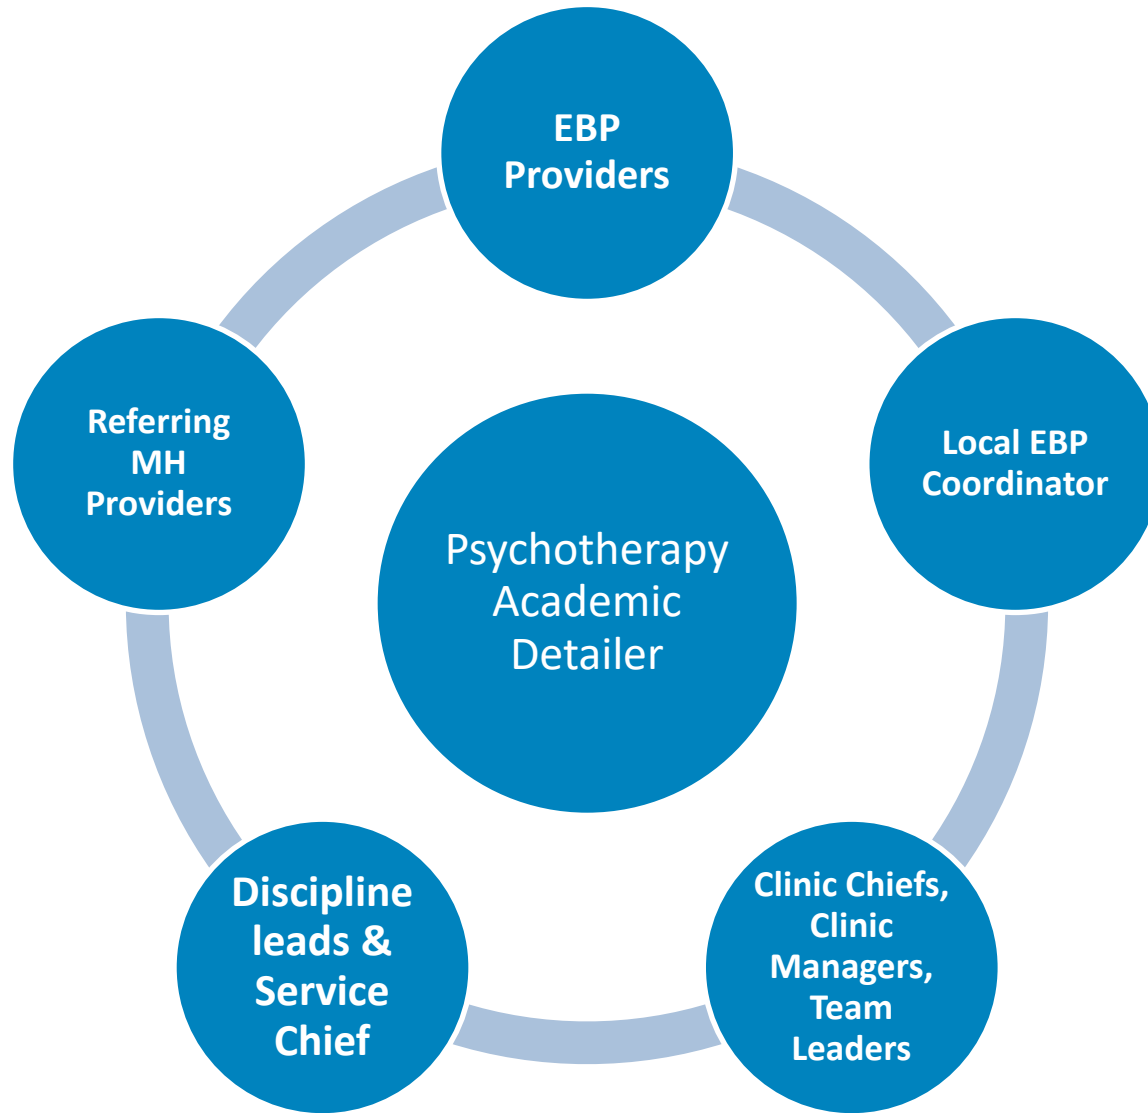 EBP
Providers
Referring
MH
Providers
Local EBP
Coordinator
Psychotherapy
Academic
Detailer
Discipline
leads &
Service
Chief
Clinic Chiefs,
Clinic
Managers,
Team
Leaders